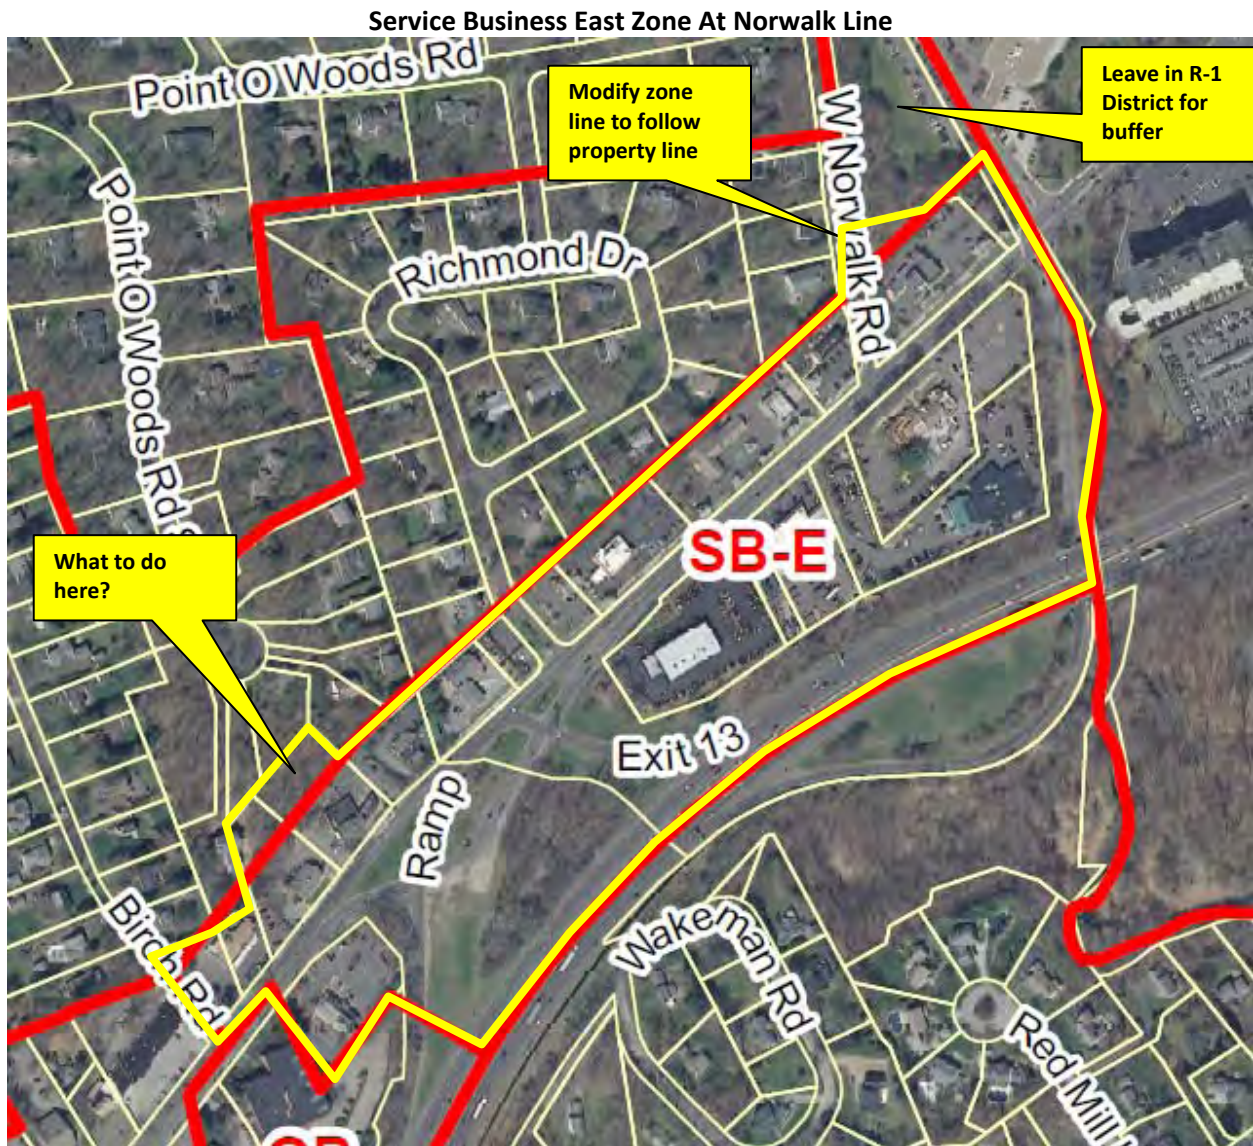 Service Business East Zone At Norwalk Line
Point O Woods Rd
Modify zone
line to follow
property line
Leave in R-1
District for
buffer
W Norwalk Rd
Point O Woods Rd S
Richmond Dr
What to do
here?
SB-E
Exit 13
Ramp
Birch Rd
Wakeman Rd
Red Mill